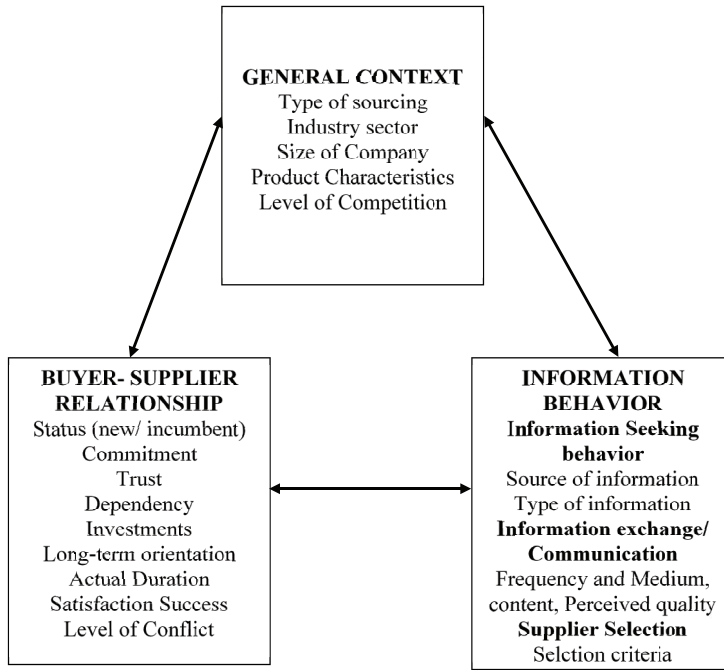 GENERAL CONTEXT
Type of sourcing
Industry sector
Size of Company
Product Characteristics
Level of Competition
BUYER- SUPPLIER
RELATIONSHIP
Status (new/ incumbent)
Commitment
Trust
Dependency
Investments
Long-term orientation
Actual Duration
Satisfaction Success
Level of Conflict
INFORMATION
BEHAVIOR
Information Seeking
behavior
Source of information
Type of information
Information exchange/
Communication
Frequency and Medium,
content, Perceived quality
Supplier Selection
Selction criteria